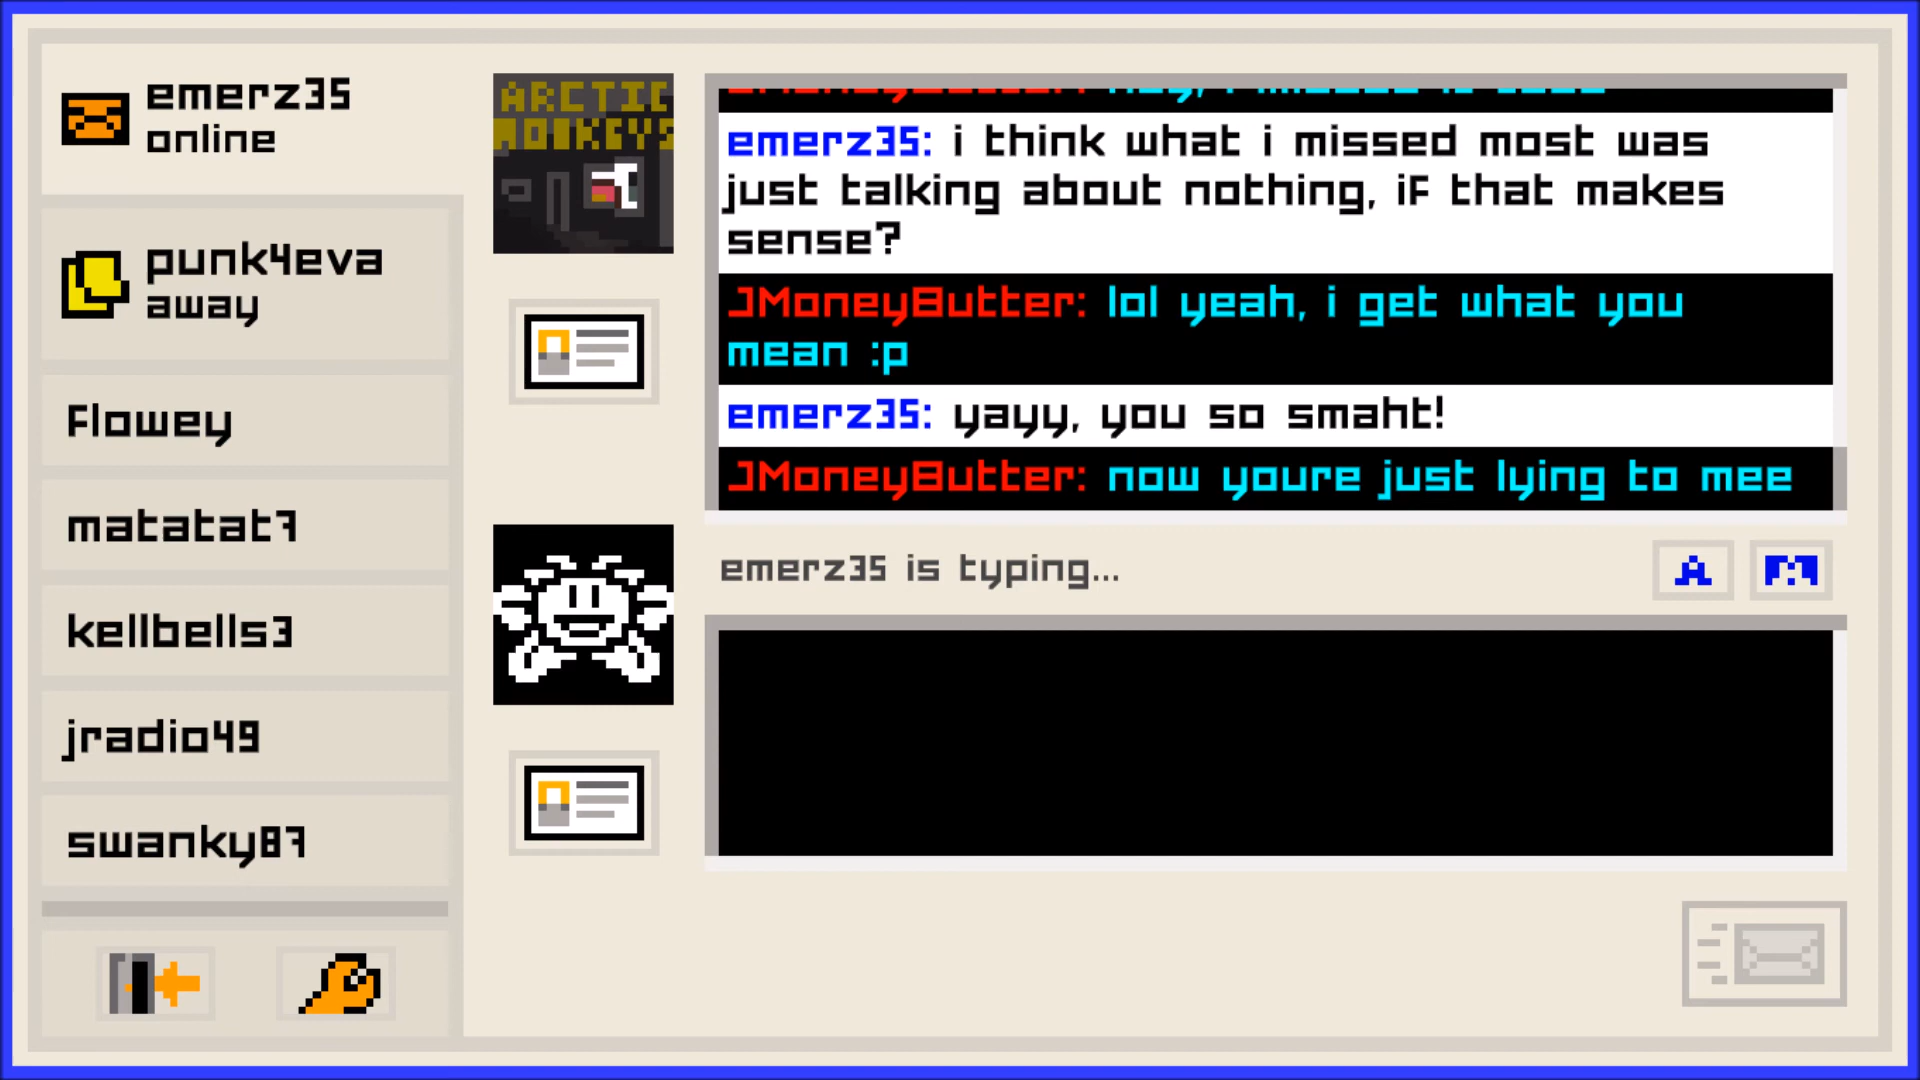 emerz35
online
punk4eva
away
Flowey
matatat7
kellbells3
jradio49
swanky87
ARCTIC
MONKEYS
emerz35: i think what i missed most was
just talking about nothing, if that makes
sense?
JMoneyButter: lol yeah, i get what you
mean :p
emerz35: yayy, you so smaht!
JMoneyButter: now youre just lying to mee
emerz35 is typing...
A